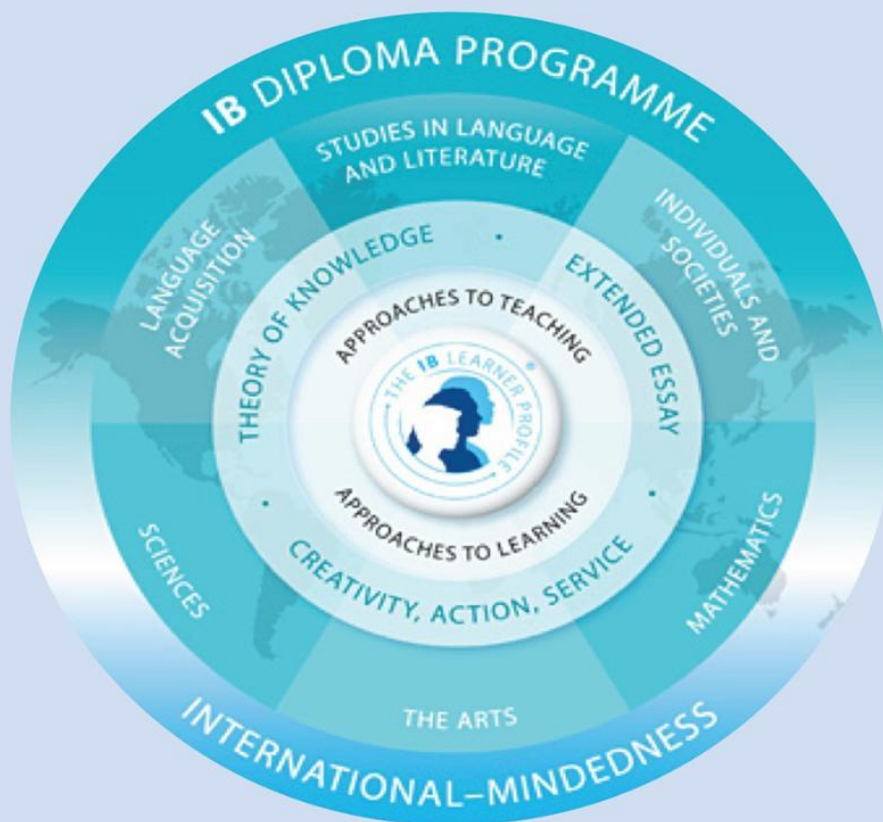 IB DIPLOMA PROGRAMME
STUDIES IN LANGUAGE
AND LITERATURE
LANGUAGE
ACQUISITION
INDIVIDUALS AND
SOCIETIES
THEORY OF KNOWLEDGE
EXTENDED ESSAY
APPROACHES TO TEACHING
• THE IB LEARNER PROFILE • ®
APPROACHES TO LEARNING
CREATIVITY, ACTION, SERVICE
SCIENCES
MATHEMATICS
THE ARTS
INTERNATIONAL–MINDEDNESS